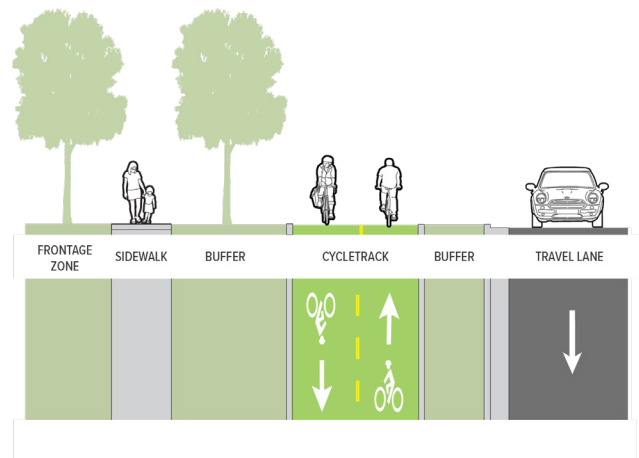 FRONTAGE
ZONE
SIDEWALK
BUFFER
CYCLETRACK
BUFFER
TRAVEL LANE